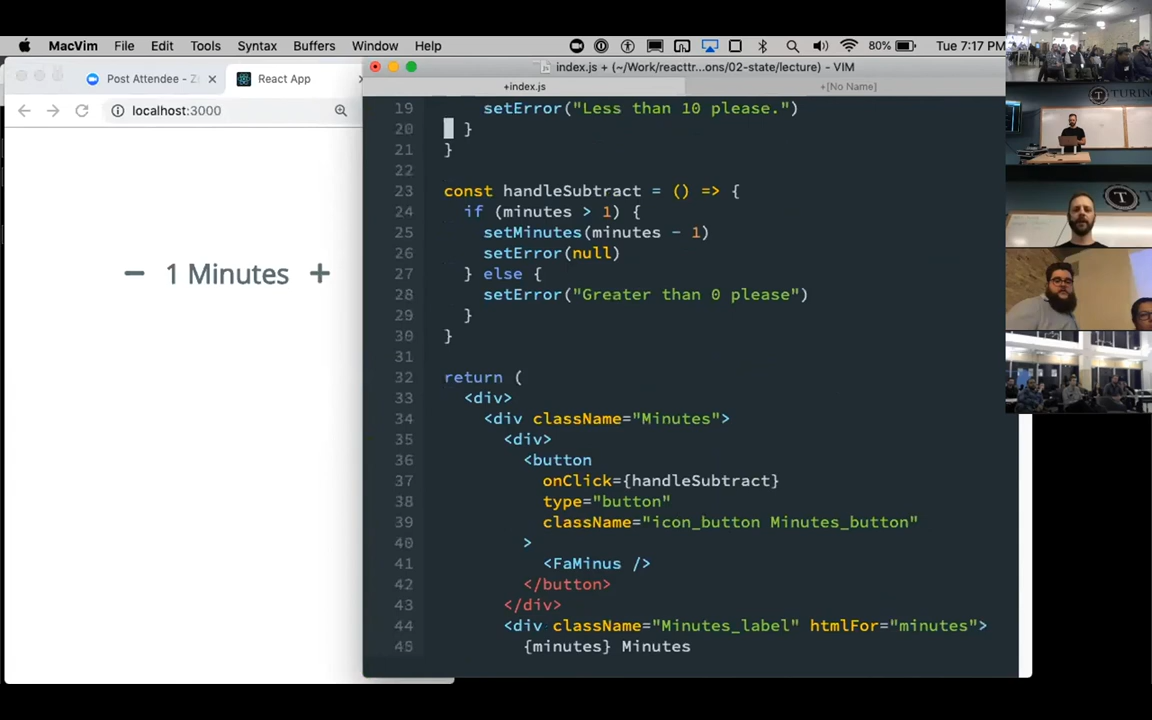 MacVim File Edit Tools Syntax Buffers Window Help 80% Tue 7:17 PM
Post Attendee - Z
React App
index.js + (~/Work/reacttr...ons/02-state/lecture) - VIM
+index.js
+[No Name]
localhost:3000
− 1 Minutes +
19 setError("Less than 10 please.")
20 }
21 }
22
23 const handleSubtract = () => {
24 if (minutes > 1) {
25 setMinutes(minutes - 1)
26 setError(null)
27 } else {
28 setError("Greater than 0 please")
29 }
30 }
31
32 return (
33 <div>
34 <div className="Minutes">
35 <div>
36 <button
37 onClick={handleSubtract}
38 type="button"
39 className="icon_button Minutes_button"
40 >
41 <FaMinus />
42 </button>
43 </div>
44 <div className="Minutes_label" htmlFor="minutes">
45 {minutes} Minutes
TURING